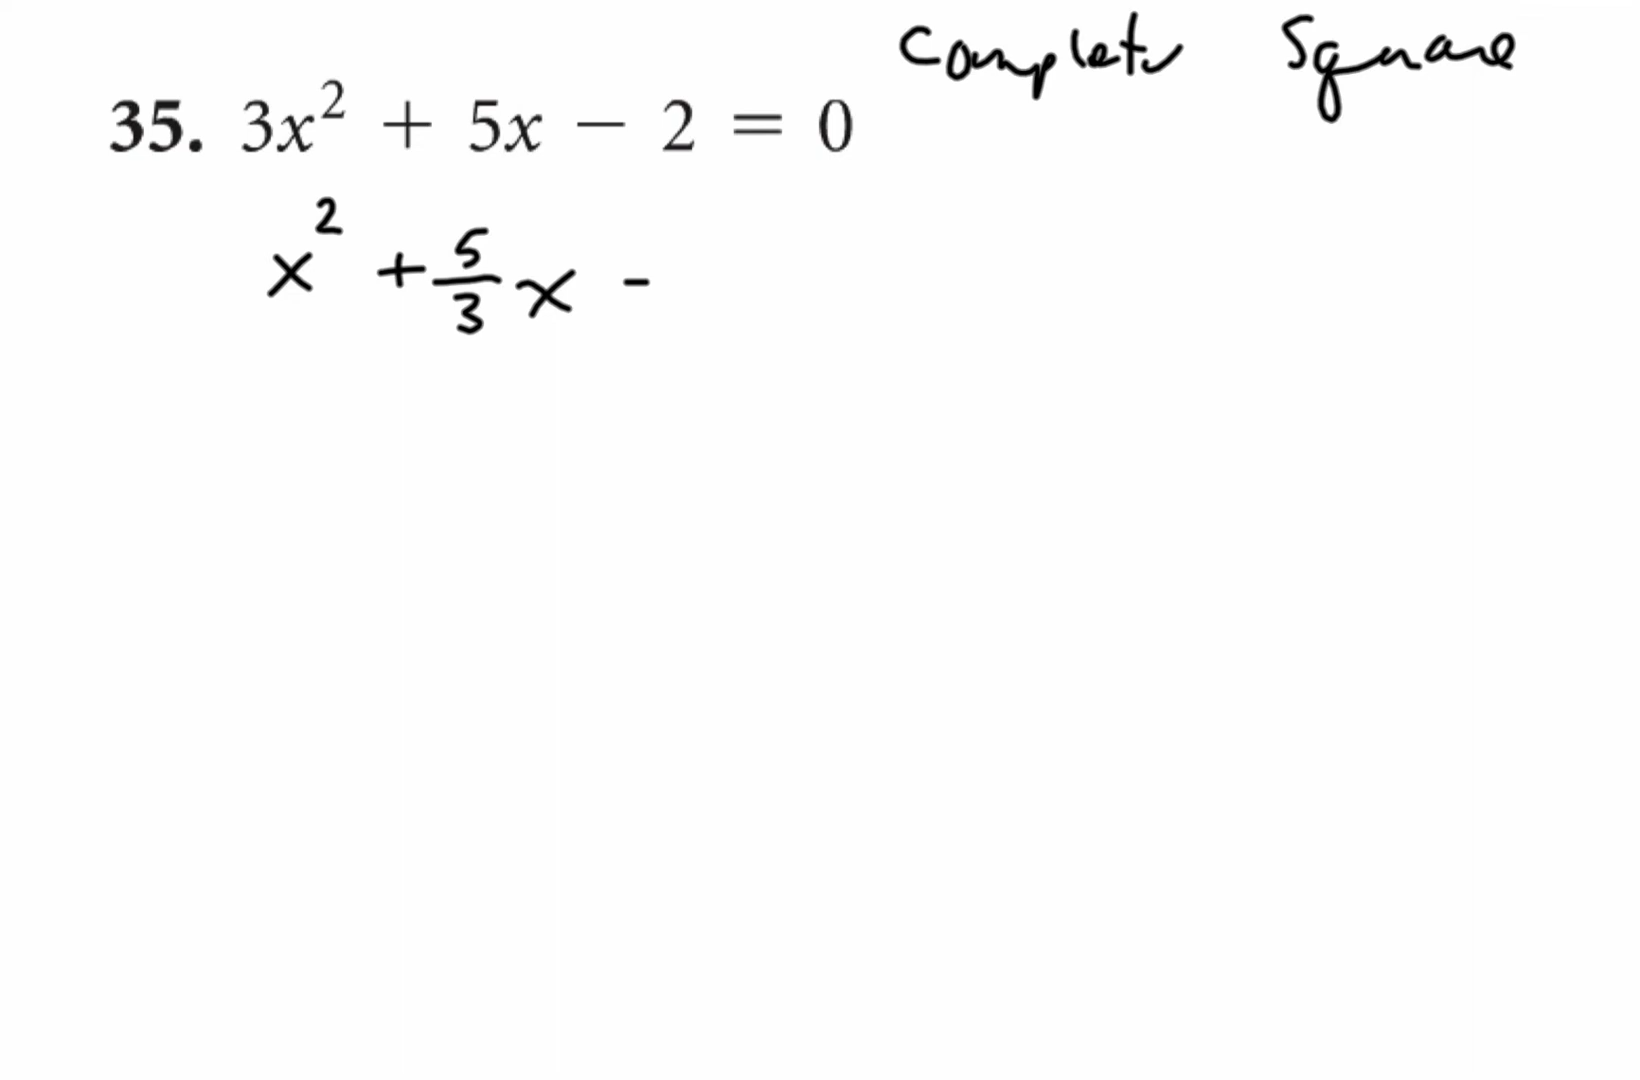 Complete Square
35. 3x² + 5x − 2 = 0
x² + 5/3 x -